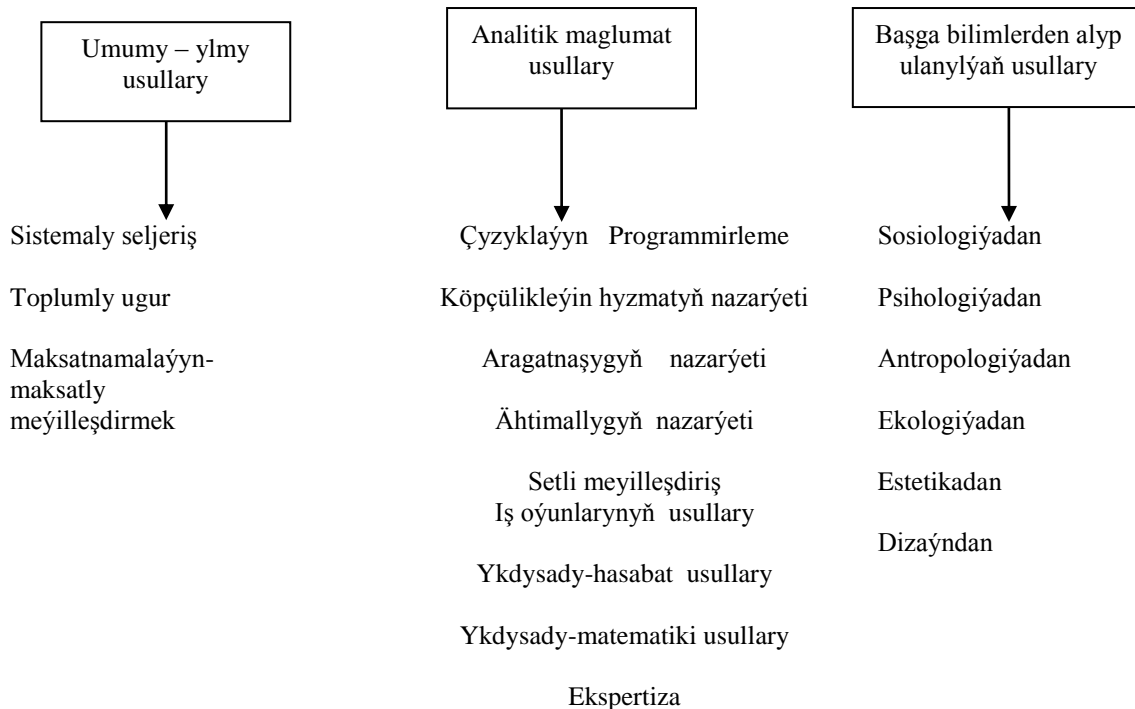 Umumy – ylmy
usullary
Analitik maglumat
usullary
Başga bilimlerden alyp
ulanylýaň usullary
Sistemaly seljeriş
Toplumly ugur
Maksatnamalaýyn-
maksatly
meýilleşdirmek
Çyzyklaýyn Programmirleme
Köpçülikleýin hyzmatyň nazarýeti
Aragatnaşygyň nazarýeti
Ähtimallygyň nazarýeti
Setli meyilleşdiriş
Iş oýunlarynyň usullary
Ykdysady-hasabat usullary
Ykdysady-matematiki usullary
Ekspertiza
Sosiologiýadan
Psihologiýadan
Antropologiýadan
Ekologiýadan
Estetikadan
Dizaýndan